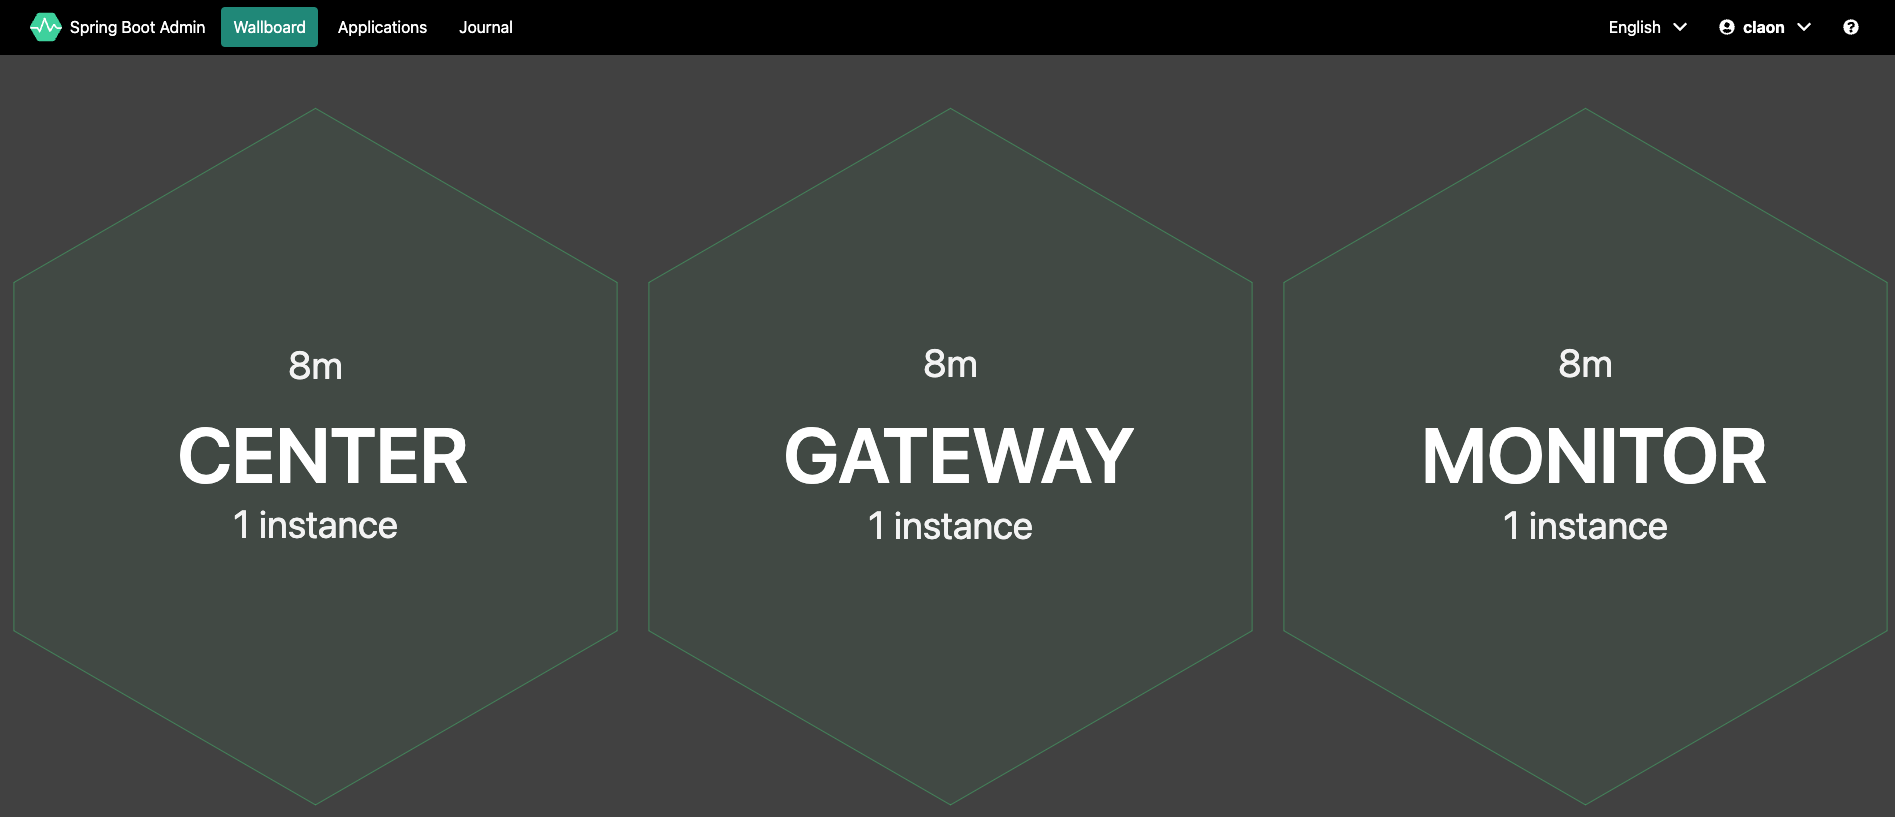 Spring Boot Admin Wallboard Applications Journal English claon
8m
CENTER
1 instance
8m
GATEWAY
1 instance
8m
MONITOR
1 instance